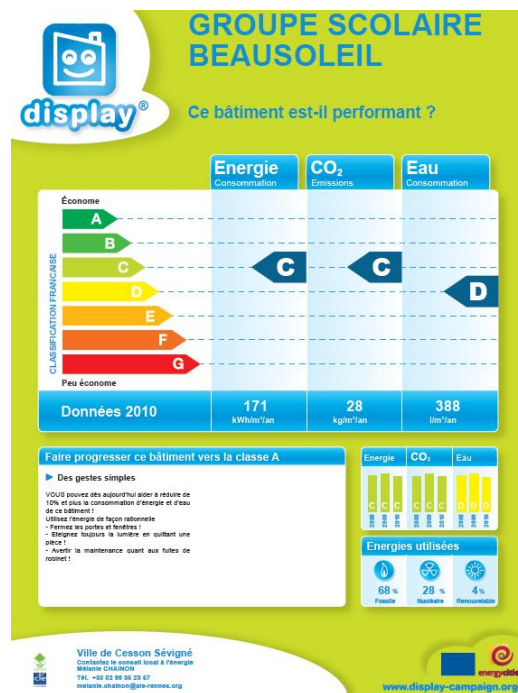 GROUPE SCOLAIRE
BEAUSOLEIL
display®
Ce bâtiment est-il performant ?
Energie
Consommation
CO₂
Emissions
Eau
Consommation
Économe
CLASSIFICATION FRANCAISE
A
B
C
D
E
F
G
C
C
D
Peu économe
Données 2010
171
kWh/m²/an
28
kg/m²/an
388
l/m²/an
Faire progresser ce bâtiment vers la classe A
Des gestes simples
VOUS pouvez dès aujourd'hui aider à réduire de
10% et plus la consommation d'énergie et d'eau
de ce bâtiment !
Utilisez l'énergie de façon rationnelle
- Fermez les portes et fenêtres !
- Eteignez toujours la lumière en quittant une
pièce !
- Avertir la maintenance quant aux fuites de
robinet !
Energie
CO₂
Eau
C C C
C C C
D D D
2008 2009 2010
2008 2009 2010
2008 2009 2010
Energies utilisées
68 %
Fossile
28 %
Nucléaire
4 %
Renouvelable
Ville de Cesson Sévigné
Contactez le conseil local à l'énergie
Mélanie CHAINON
Tél. +33 02 99 35 23 57
melanie.chainon@ale-rennes.org
cle
energycities
www.display-campaign.org